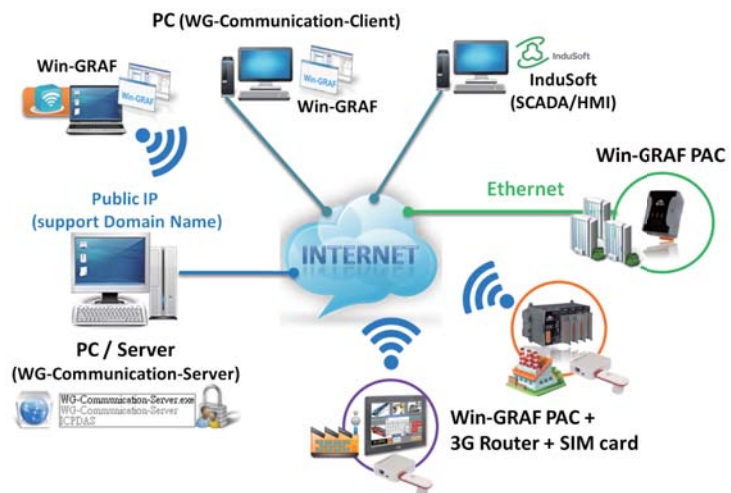 PC (WG-Communication-Client)
Win-GRAF
Win-GRAF
Win-GRAF
Win-GRAF
InduSoft
InduSoft
(SCADA/HMI)
Win-GRAF PAC
Ethernet
Public IP
(support Domain Name)
INTERNET
PC / Server
(WG-Communication-Server)
WG-Communication-Server.exe
WG-Communication-Server
ICPDAS
Win-GRAF PAC +
3G Router + SIM card